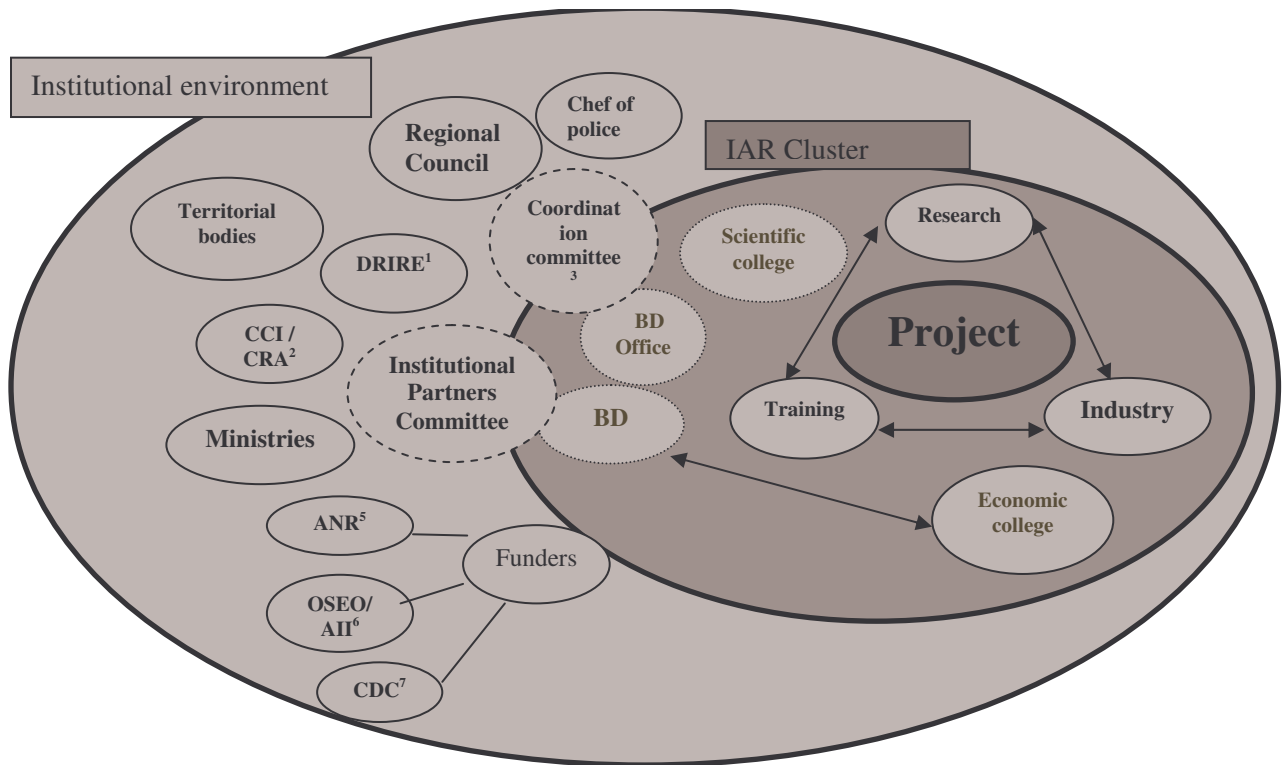 Institutional environment
Chef of
police
Regional
Council
IAR Cluster
Territorial
bodies
Coordinat
ion
committee
3
Research
Scientific
college
DRIRE1
CCI /
CRA2
BD
Office
Project
Institutional
Partners
Committee
BD
Training
Industry
Ministries
Economic
college
ANR5
Funders
OSEO/
AII6
CDC7